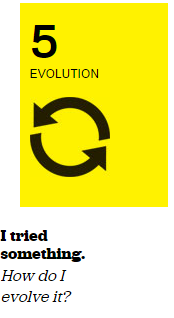 5
EVOLUTION
I tried
something.
How do I
evolve it?